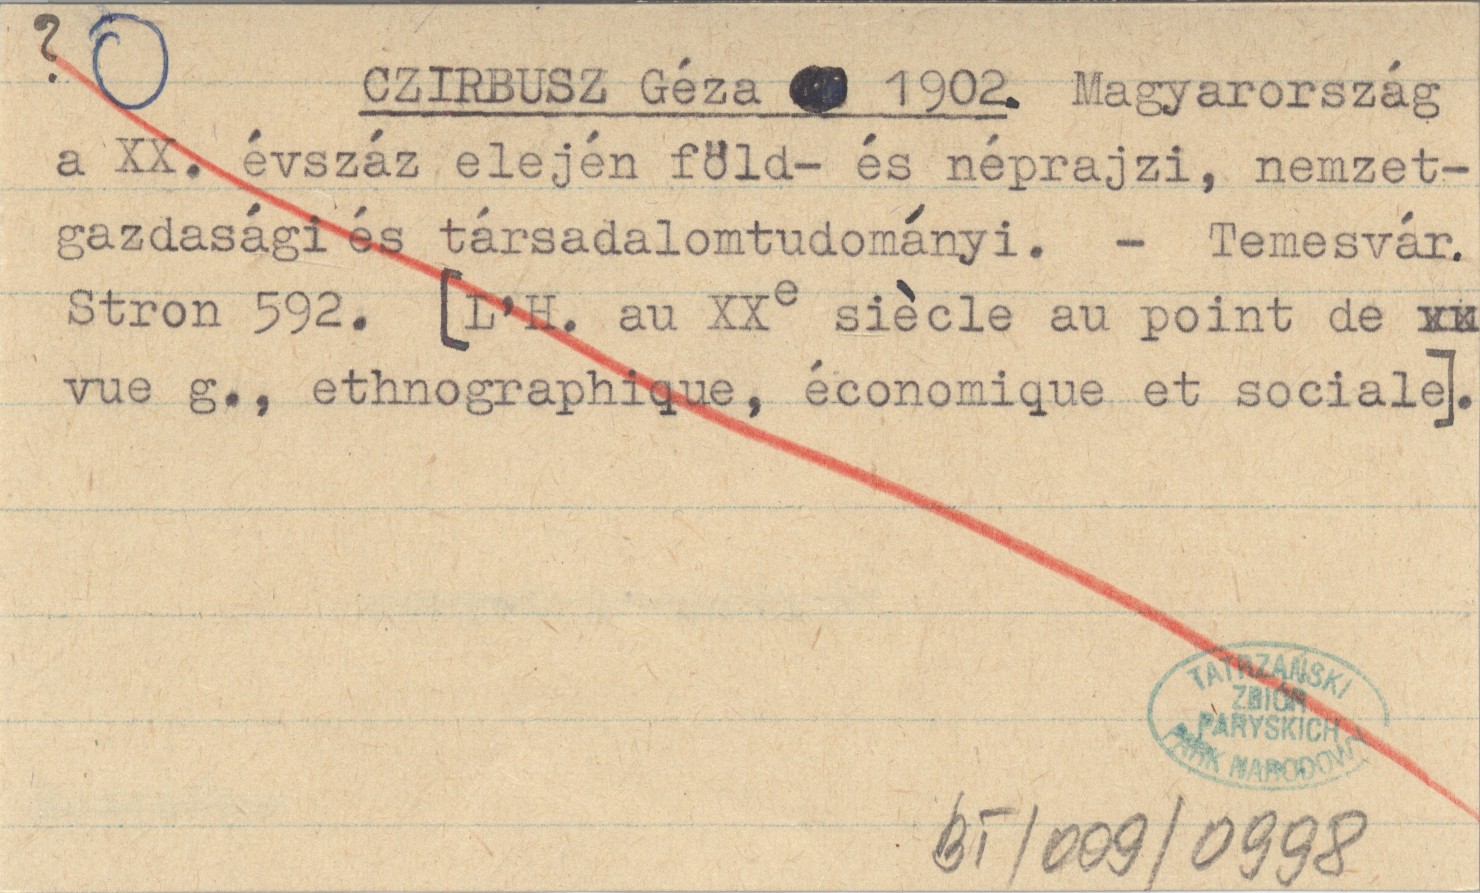 ?
CZIRBUSZ Géza 1902. Magyarország
a XX. évszáz elején föld- és néprajzi, nemzet-
gazdasági és társadalomtudományi. - Temesvár.
Stron 592. [L'H. au XXe siècle au point de
vue g., ethnographique, économique et sociale].
TATRZAŃSKI
ZBIÓR
PARYSKICH
PARK NARODOWY
BT/009/0998